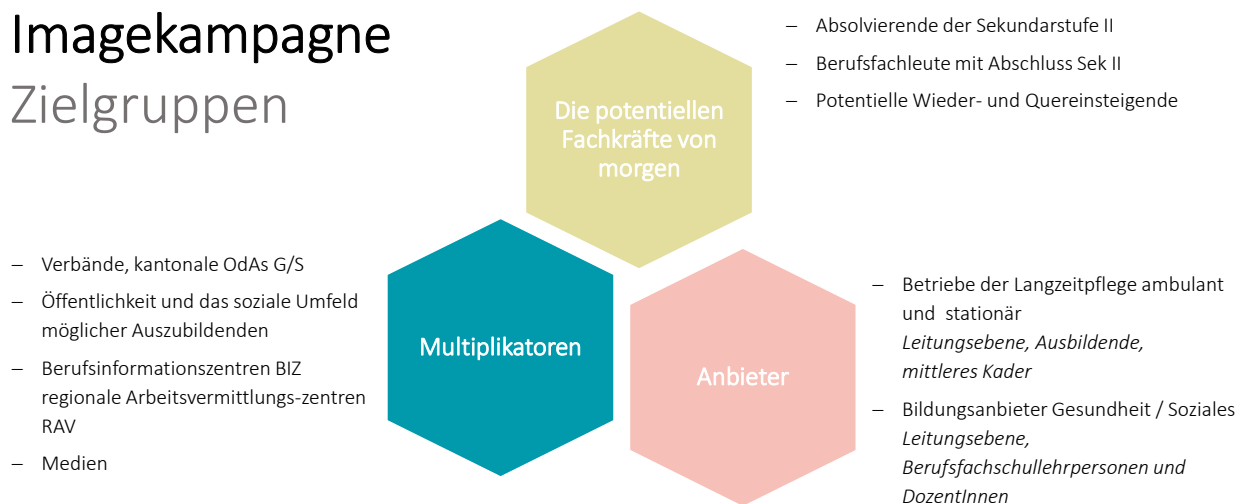 Imagekampagne
Zielgruppen
Die potentiellen
Fachkräfte von
morgen
– Absolvierende der Sekundarstufe II
– Berufsfachleute mit Abschluss Sek II
– Potentielle Wieder- und Quereinsteigende
Multiplikatoren
– Verbände, kantonale OdAs G/S
– Öffentlichkeit und das soziale Umfeld
möglicher Auszubildenden
– Berufsinformationszentren BIZ
regionale Arbeitsvermittlungs-zentren
RAV
– Medien
Anbieter
– Betriebe der Langzeitpflege ambulant
und stationär
Leitungsebene, Ausbildende,
mittleres Kader
– Bildungsanbieter Gesundheit / Soziales
Leitungsebene,
Berufsfachschullehrpersonen und
DozentInnen